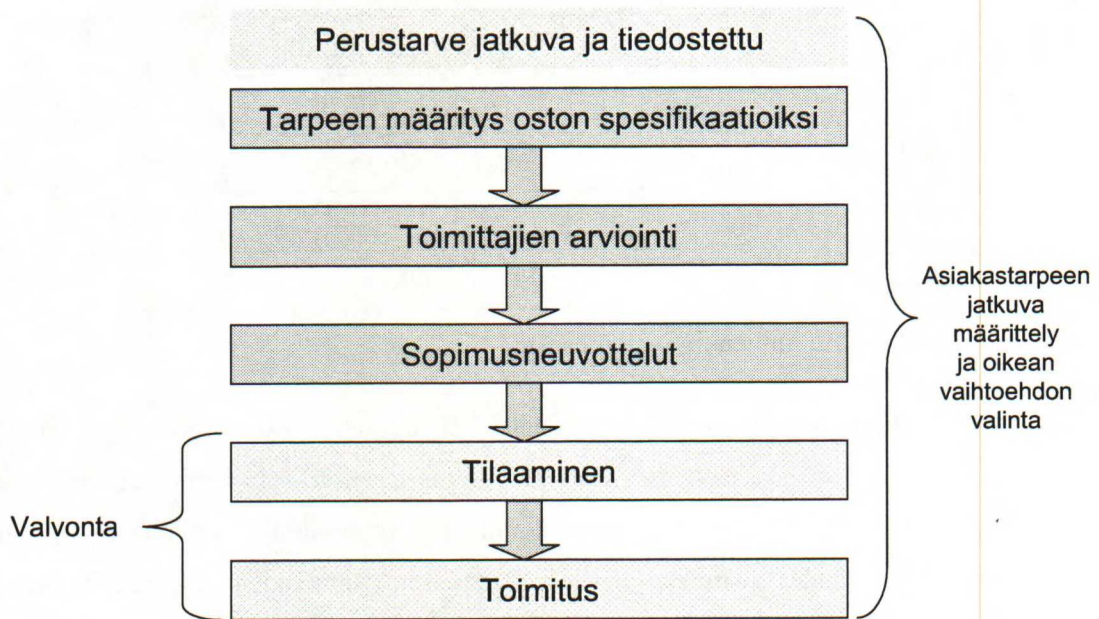 Perustarve jatkuva ja tiedostettu
Tarpeen määritys oston spesifikaatioiksi
Toimittajien arviointi
Sopimusneuvottelut
Tilaaminen
Toimitus
Valvonta
Asiakastarpeen
jatkuva
määrittely
ja oikean
vaihtoehdon
valinta